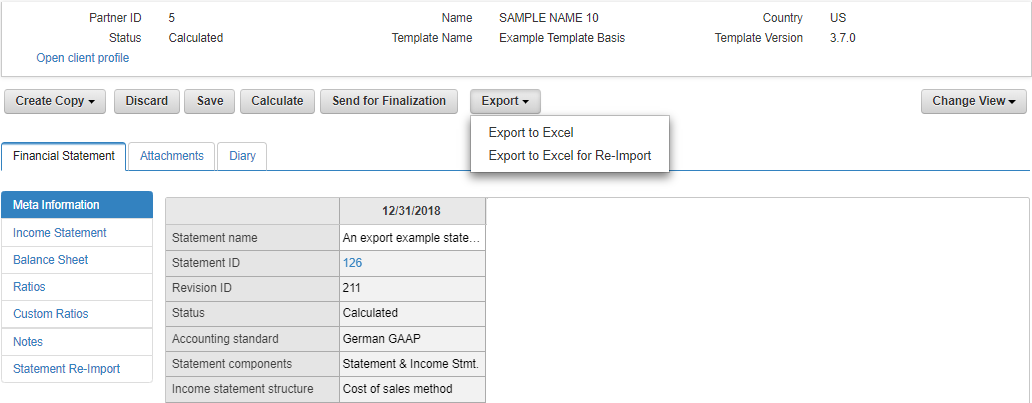 Partner ID 5 Name SAMPLE NAME 10 Country US
Status Calculated Template Name Example Template Basis Template Version 3.7.0
Open client profile
Create Copy Discard Save Calculate Send for Finalization Export Change View
Export to Excel
Export to Excel for Re-Import
Financial Statement Attachments Diary
Meta Information
Income Statement
Balance Sheet
Ratios
Custom Ratios
Notes
Statement Re-Import
12/31/2018
Statement name An export example state...
Statement ID 126
Revision ID 211
Status Calculated
Accounting standard German GAAP
Statement components Statement & Income Stmt.
Income statement structure Cost of sales method